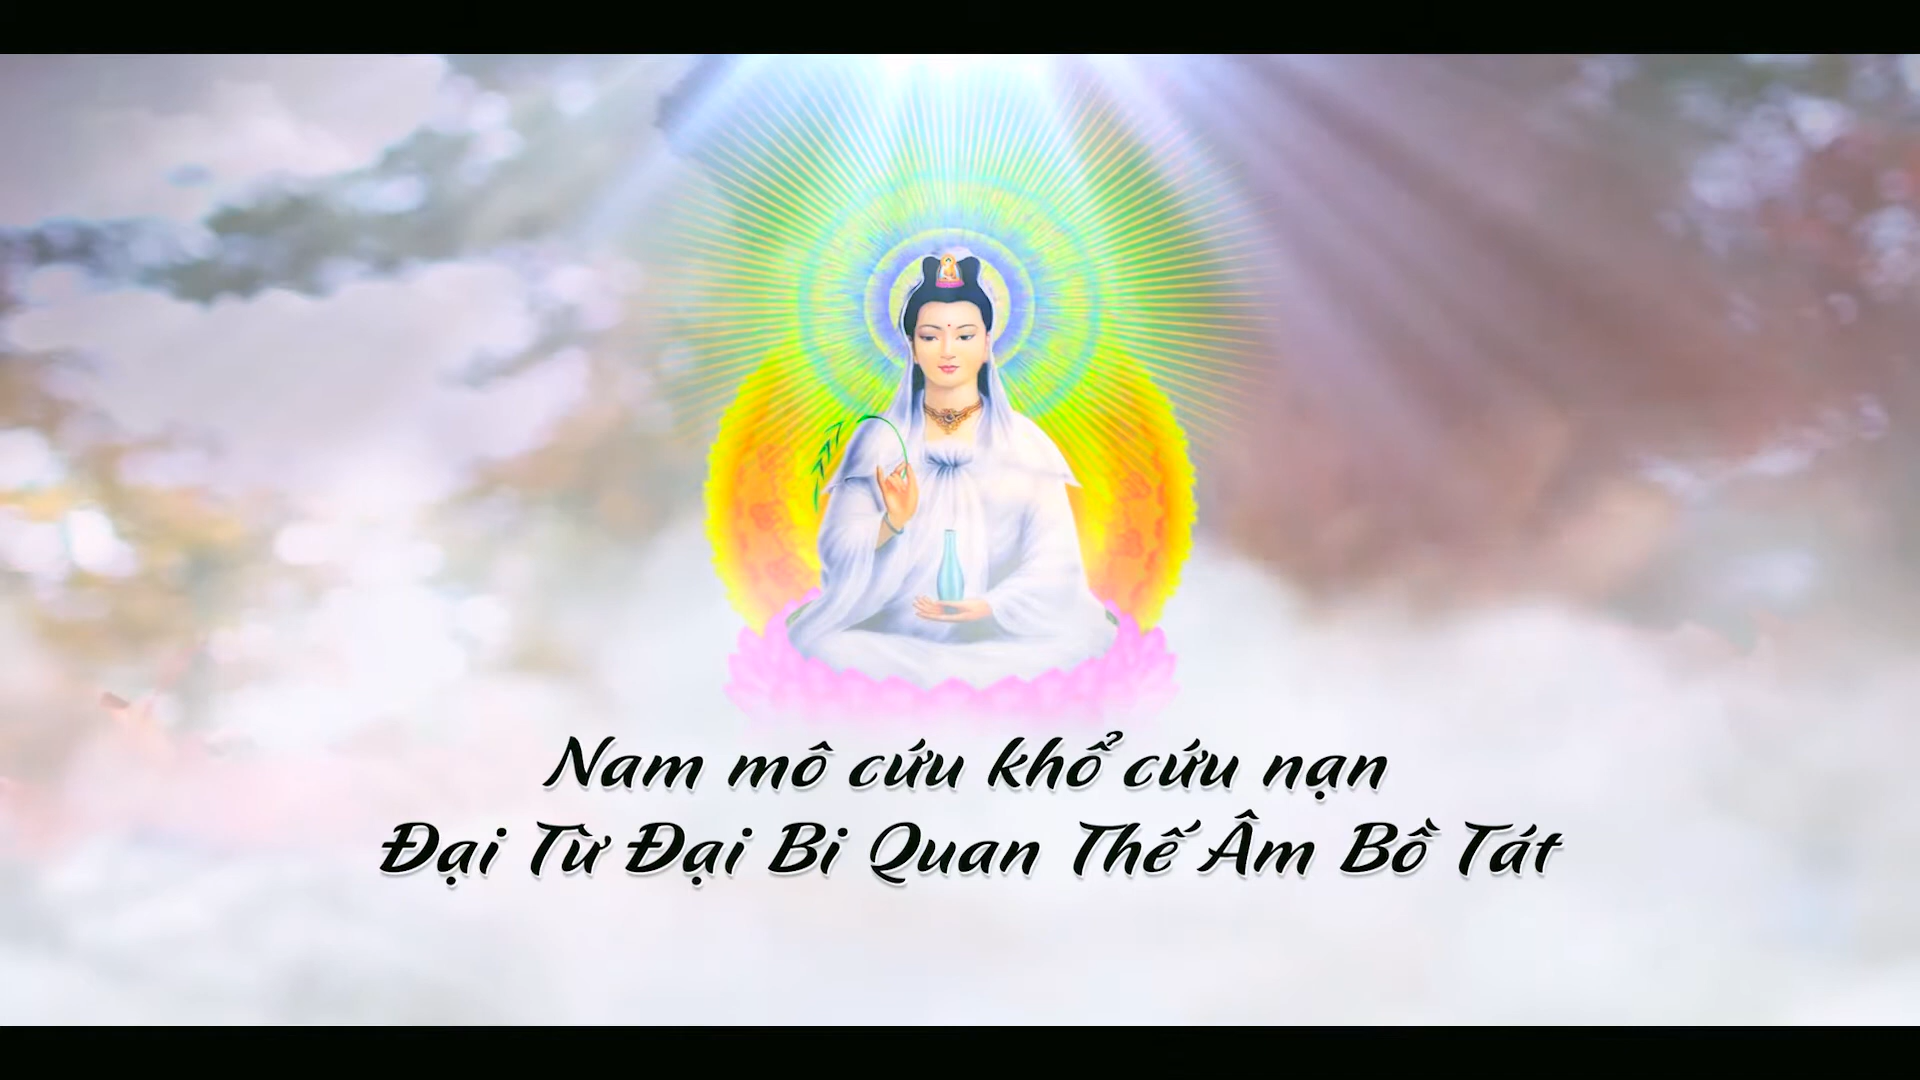 Nam mô cứu khổ cứu nạn
Đại Từ Đại Bi Quan Thế Âm Bồ Tát